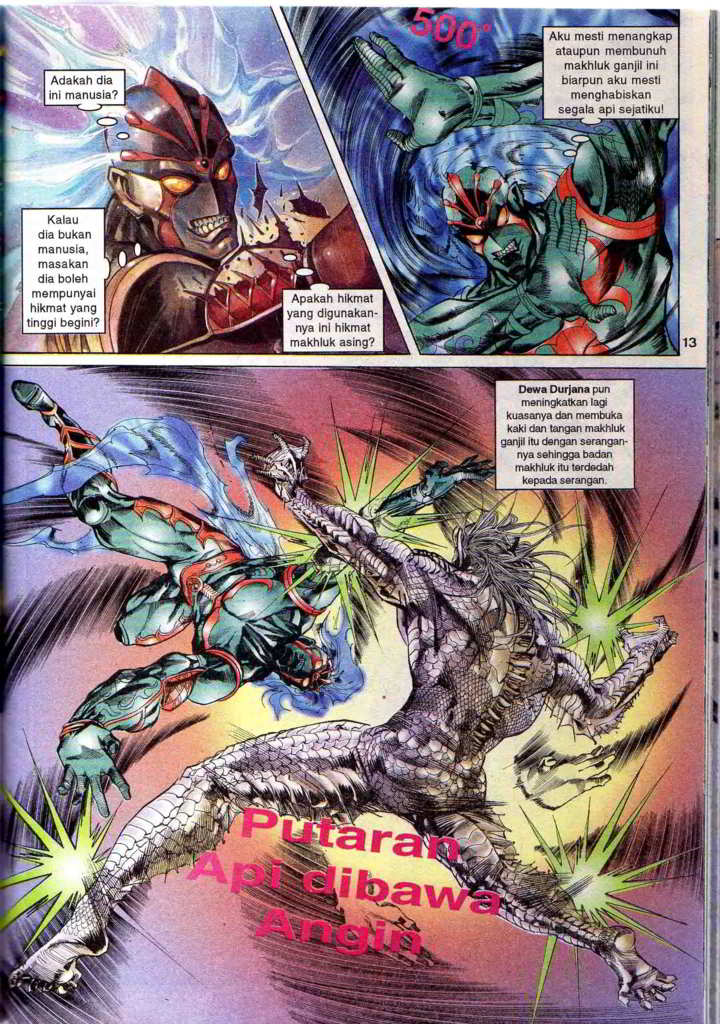 Adakah dia
ini manusia?
Kalau
dia bukan
manusia,
masakan
dia boleh
mempunyai
hikmat yang
tinggi begini?
Apakah hikmat
yang digunakan-
nya ini hikmat
makhluk asing?
500°
Aku mesti menangkap
ataupun membunuh
makhluk ganjil ini
biarpun aku mesti
menghabiskan
segala api sejatiku!
13
Dewa Durjana pun
meningkatkan lagi
kuasanya dan membuka
kaki dan tangan makhluk
ganjil itu dengan serangan-
nya sehingga badan
makhluk itu terdedah
kepada serangan.
Putaran
Api dibawa
Angin